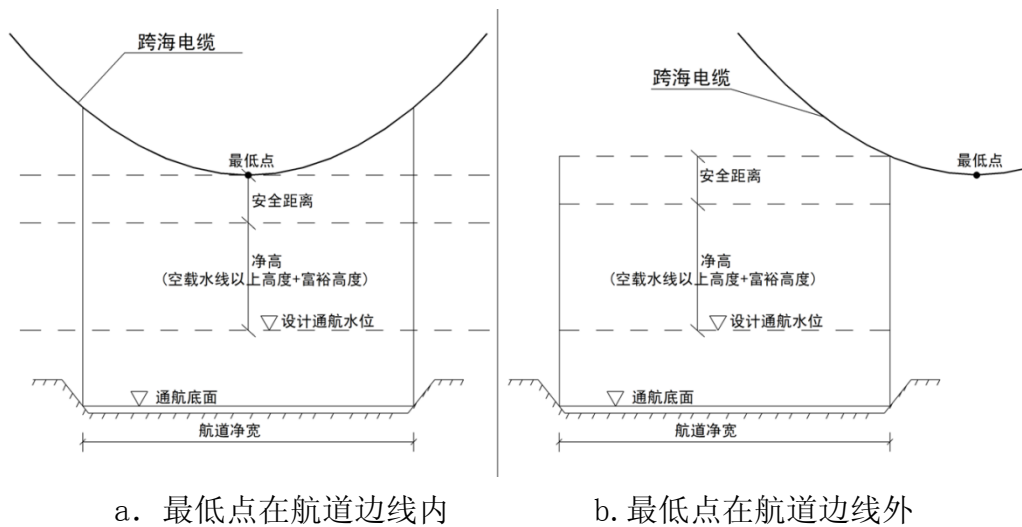 跨海电缆
最低点
安全距离
净高
(空载水线以上高度+富裕高度)
设计通航水位
通航底面
航道净宽
a. 最低点在航道边线内
跨海电缆
最低点
安全距离
净高
(空载水线以上高度+富裕高度)
设计通航水位
通航底面
航道净宽
b.最低点在航道边线外